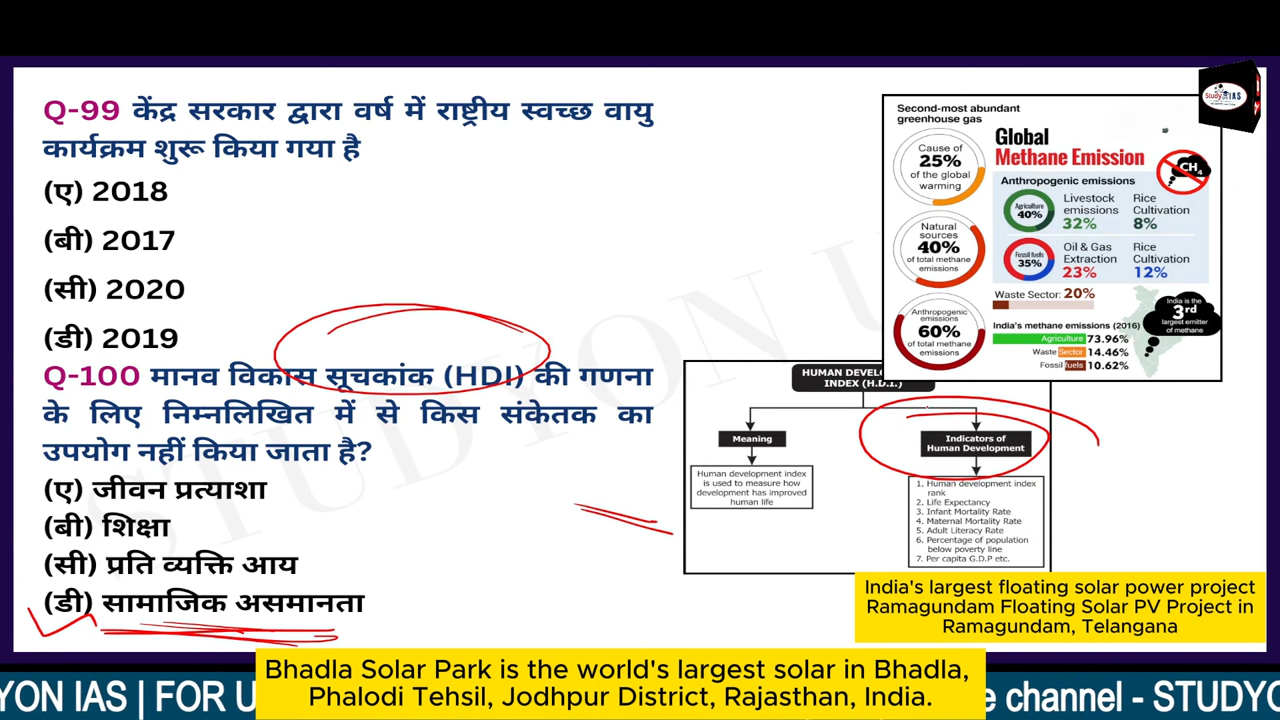 Q-99 केंद्र सरकार द्वारा वर्ष में राष्ट्रीय स्वच्छ वायु
कार्यक्रम शुरू किया गया है
(ए) 2018
(बी) 2017
(सी) 2020
(डी) 2019
Q-100 मानव विकास सूचकांक (HDI) की गणना
के लिए निम्नलिखित में से किस संकेतक का
उपयोग नहीं किया जाता है?
(ए) जीवन प्रत्याशा
(बी) शिक्षा
(सी) प्रति व्यक्ति आय
(डी) सामाजिक असमानता
STUDYON U
Study IAS
Second-most abundant
greenhouse gas
Cause of
25%
of the global
warming
Natural
sources
40%
of total methane
emissions
Anthropogenic
emissions
60%
of total methane
emissions
Global
Methane Emission
CH4
Anthropogenic emissions
Agriculture
40%
Livestock
emissions
32%
Rice
Cultivation
8%
Fossil fuels
35%
Oil & Gas
Extraction
23%
Rice
Cultivation
12%
Waste Sector: 20%
India is the
3rd
largest emitter
of methane
India's methane emissions (2016)
Agriculture 73.96%
Waste Sector 14.46%
Fossil fuels 10.62%
HUMAN DEVEL
INDEX (H.D.I.)
Meaning
Human development index
is used to measure how
development has improved
human life
Indicators of
Human Development
1. Human development index
rank
2. Life Expectancy
3. Infant Mortality Rate
4. Maternal Mortality Rate
5. Adult Literacy Rate
6. Percentage of population
below poverty line
7. Per capita G.D.P etc.
India's largest floating solar power project
Ramagundam Floating Solar PV Project in
Ramagundam, Telangana
Bhadla Solar Park is the world's largest solar in Bhadla,
Phalodi Tehsil, Jodhpur District, Rajasthan, India.
YON IAS | FOR U
e channel - STUDYO